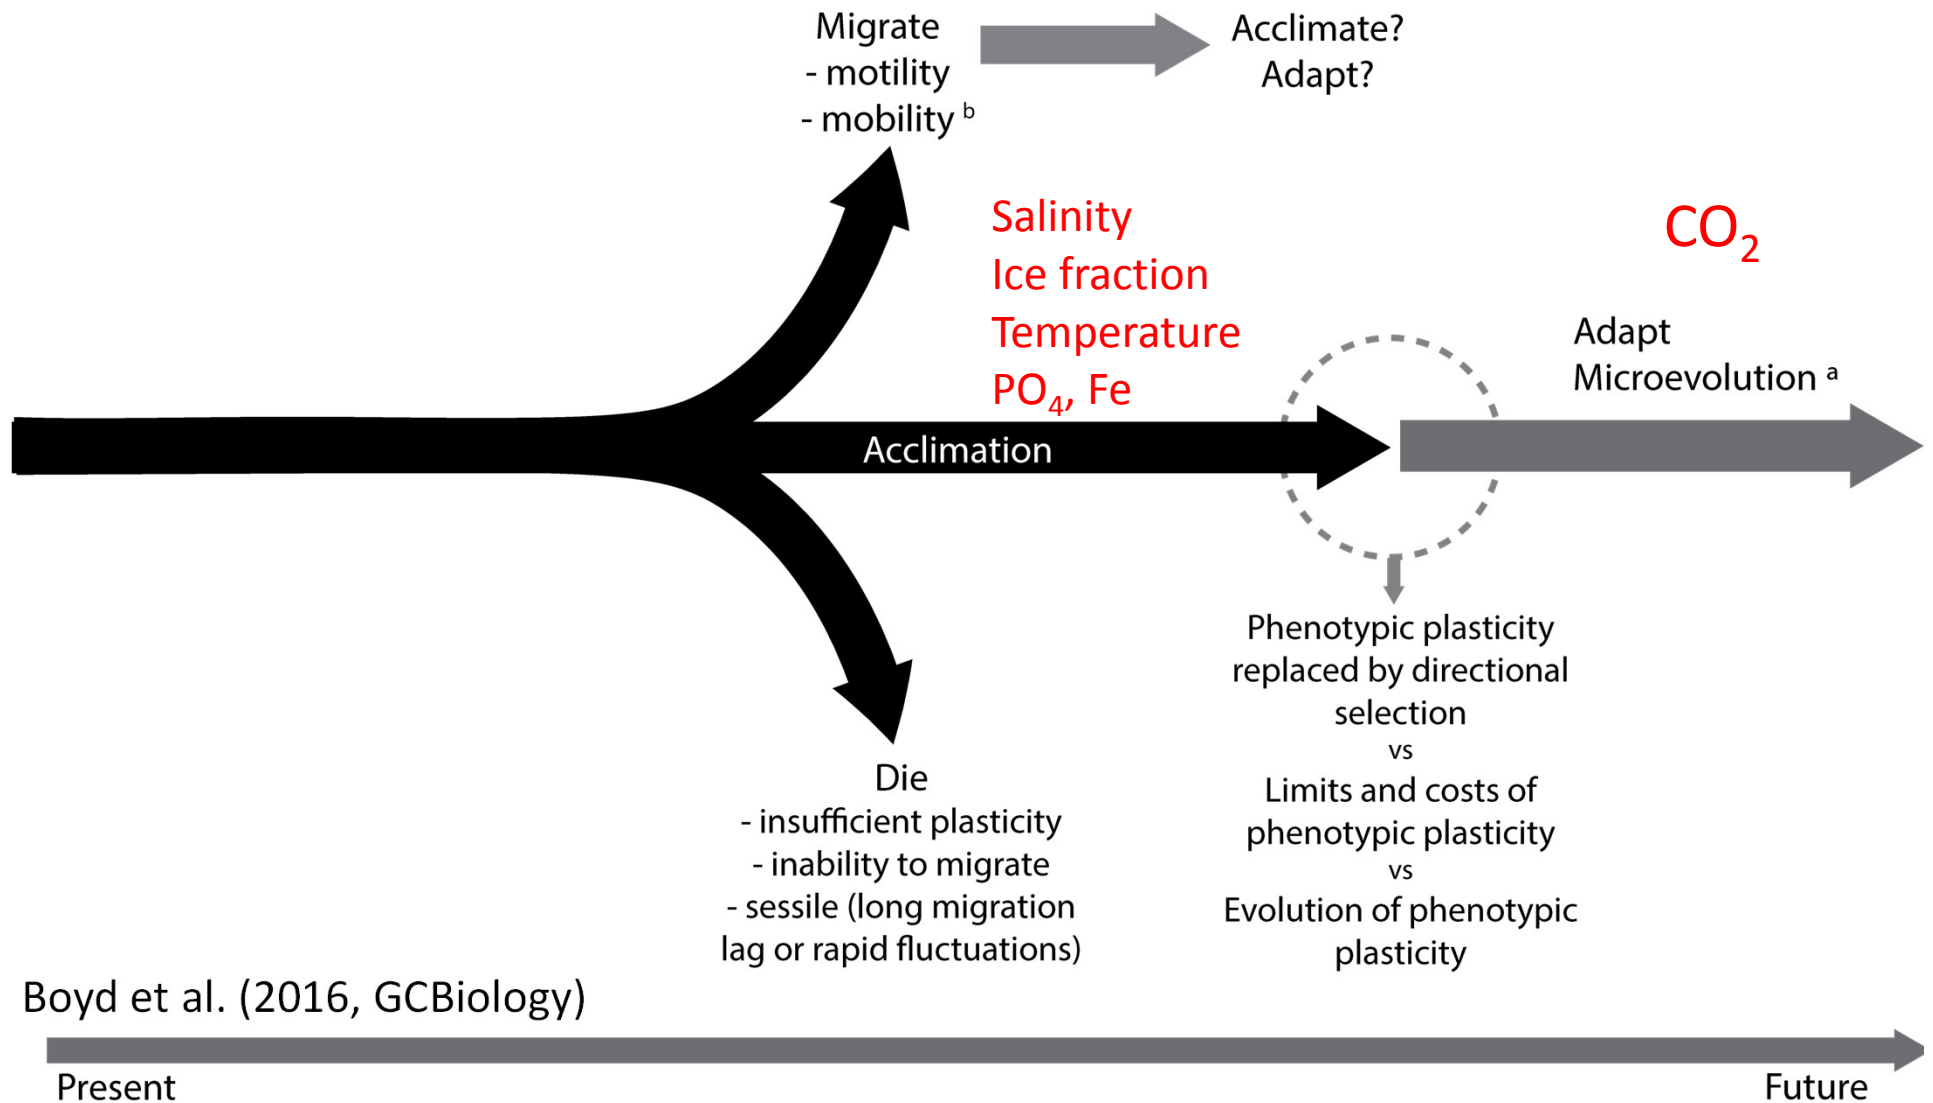 Migrate
- motility
- mobility ᵇ
Acclimate?
Adapt?
Salinity
Ice fraction
Temperature
PO₄, Fe
CO₂
Adapt
Microevolution ᵃ
Acclimation
Phenotypic plasticity
replaced by directional
selection
vs
Limits and costs of
phenotypic plasticity
vs
Evolution of phenotypic
plasticity
Die
- insufficient plasticity
- inability to migrate
- sessile (long migration
lag or rapid fluctuations)
Boyd et al. (2016, GCBiology)
Present
Future